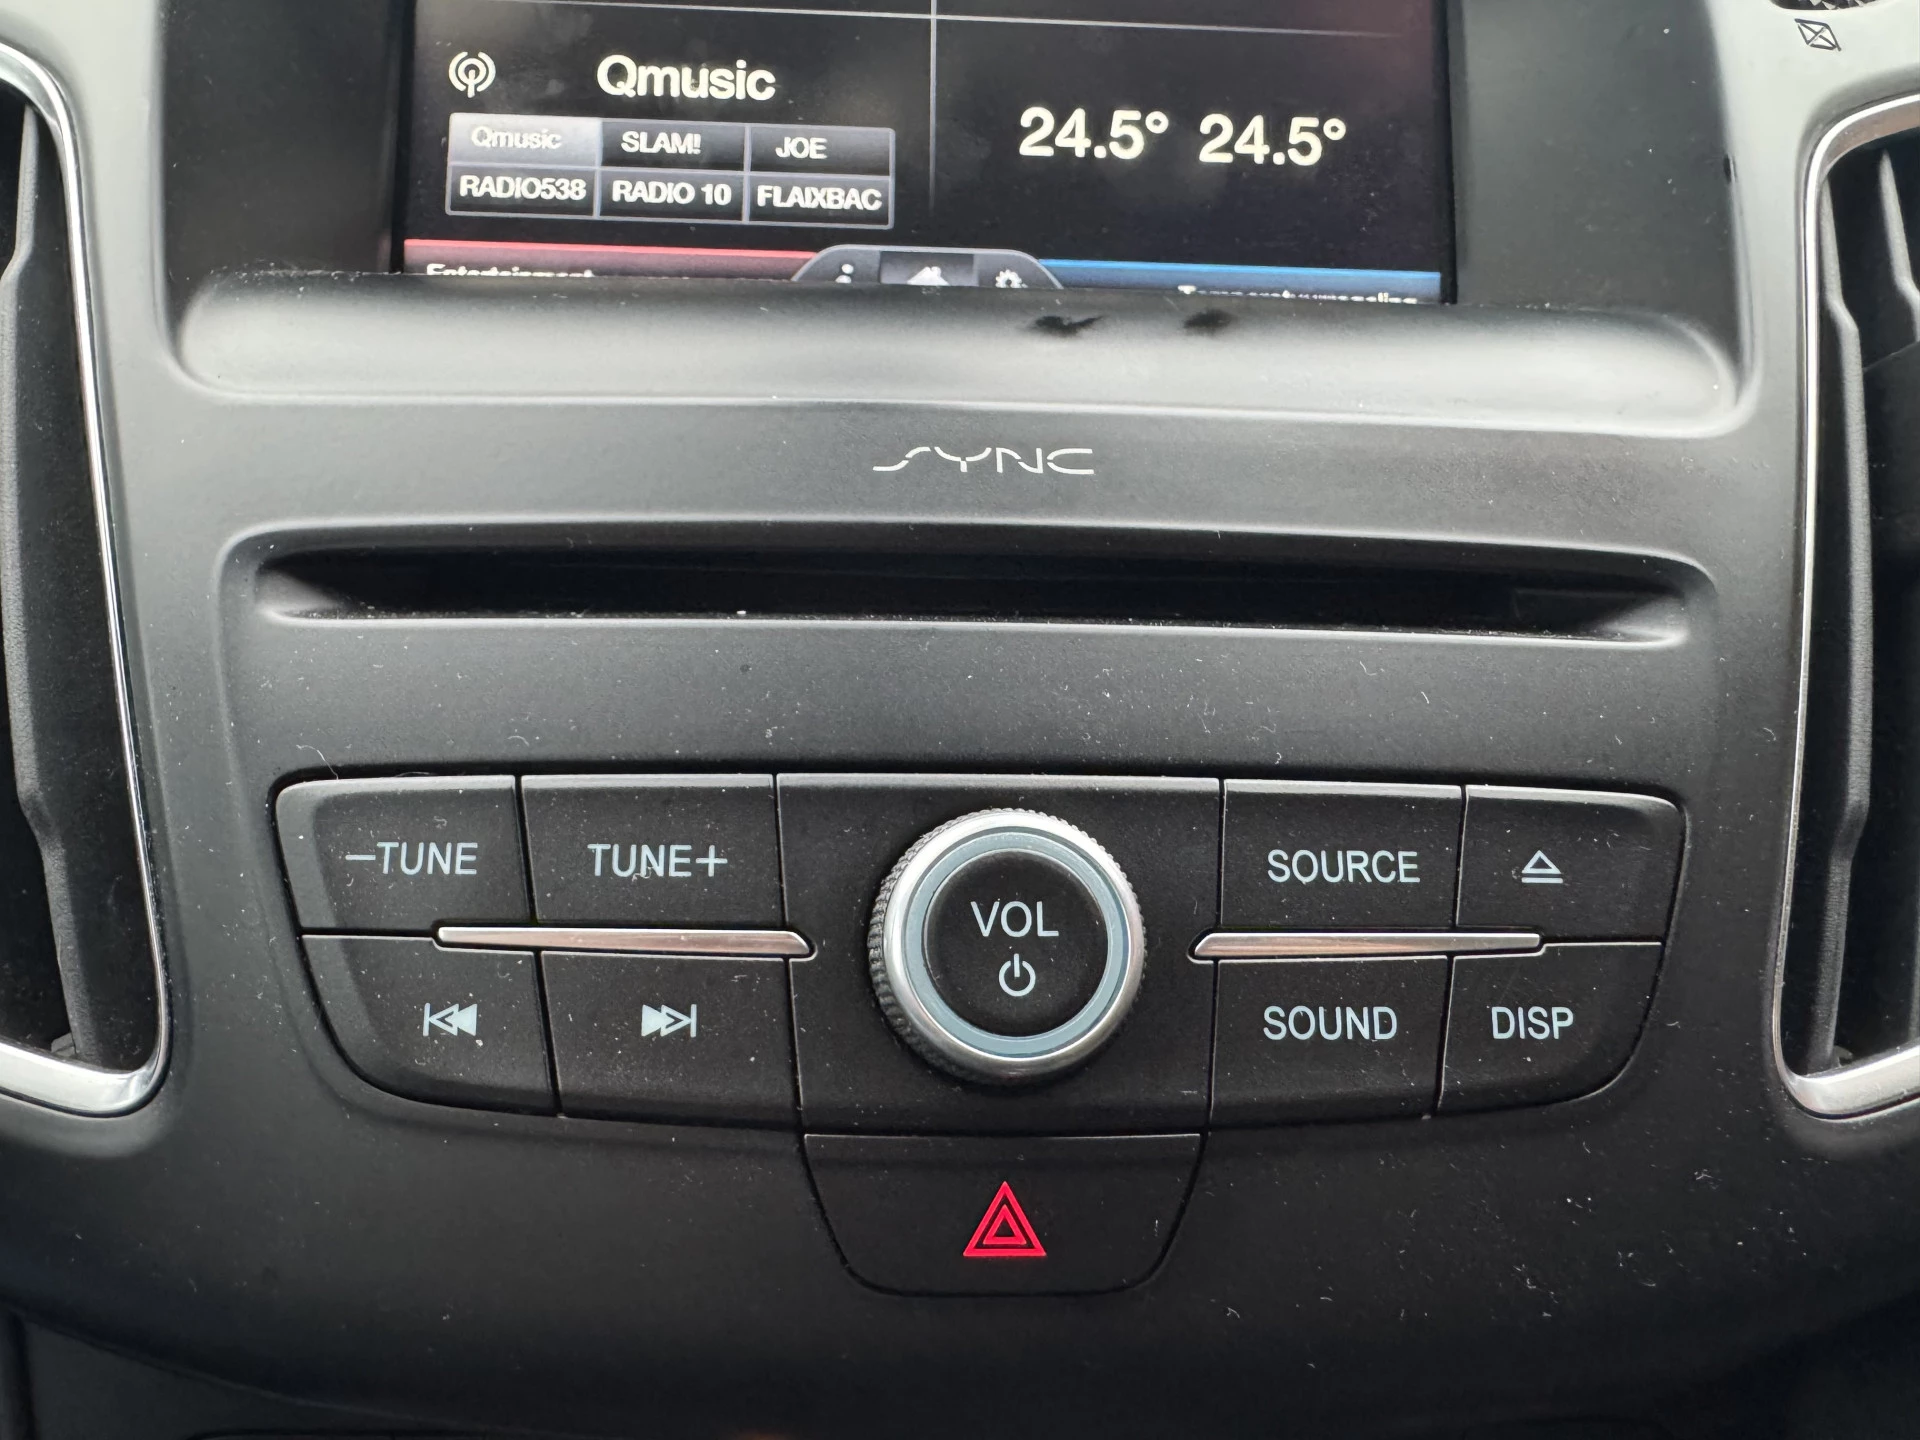 Qmusic
Qmusic SLAM! JOE
RADIO538 RADIO 10 FLAIXBAC
24.5° 24.5°
Entertainment
SYNC
−TUNE TUNE+ SOURCE
VOL
SOUND DISP